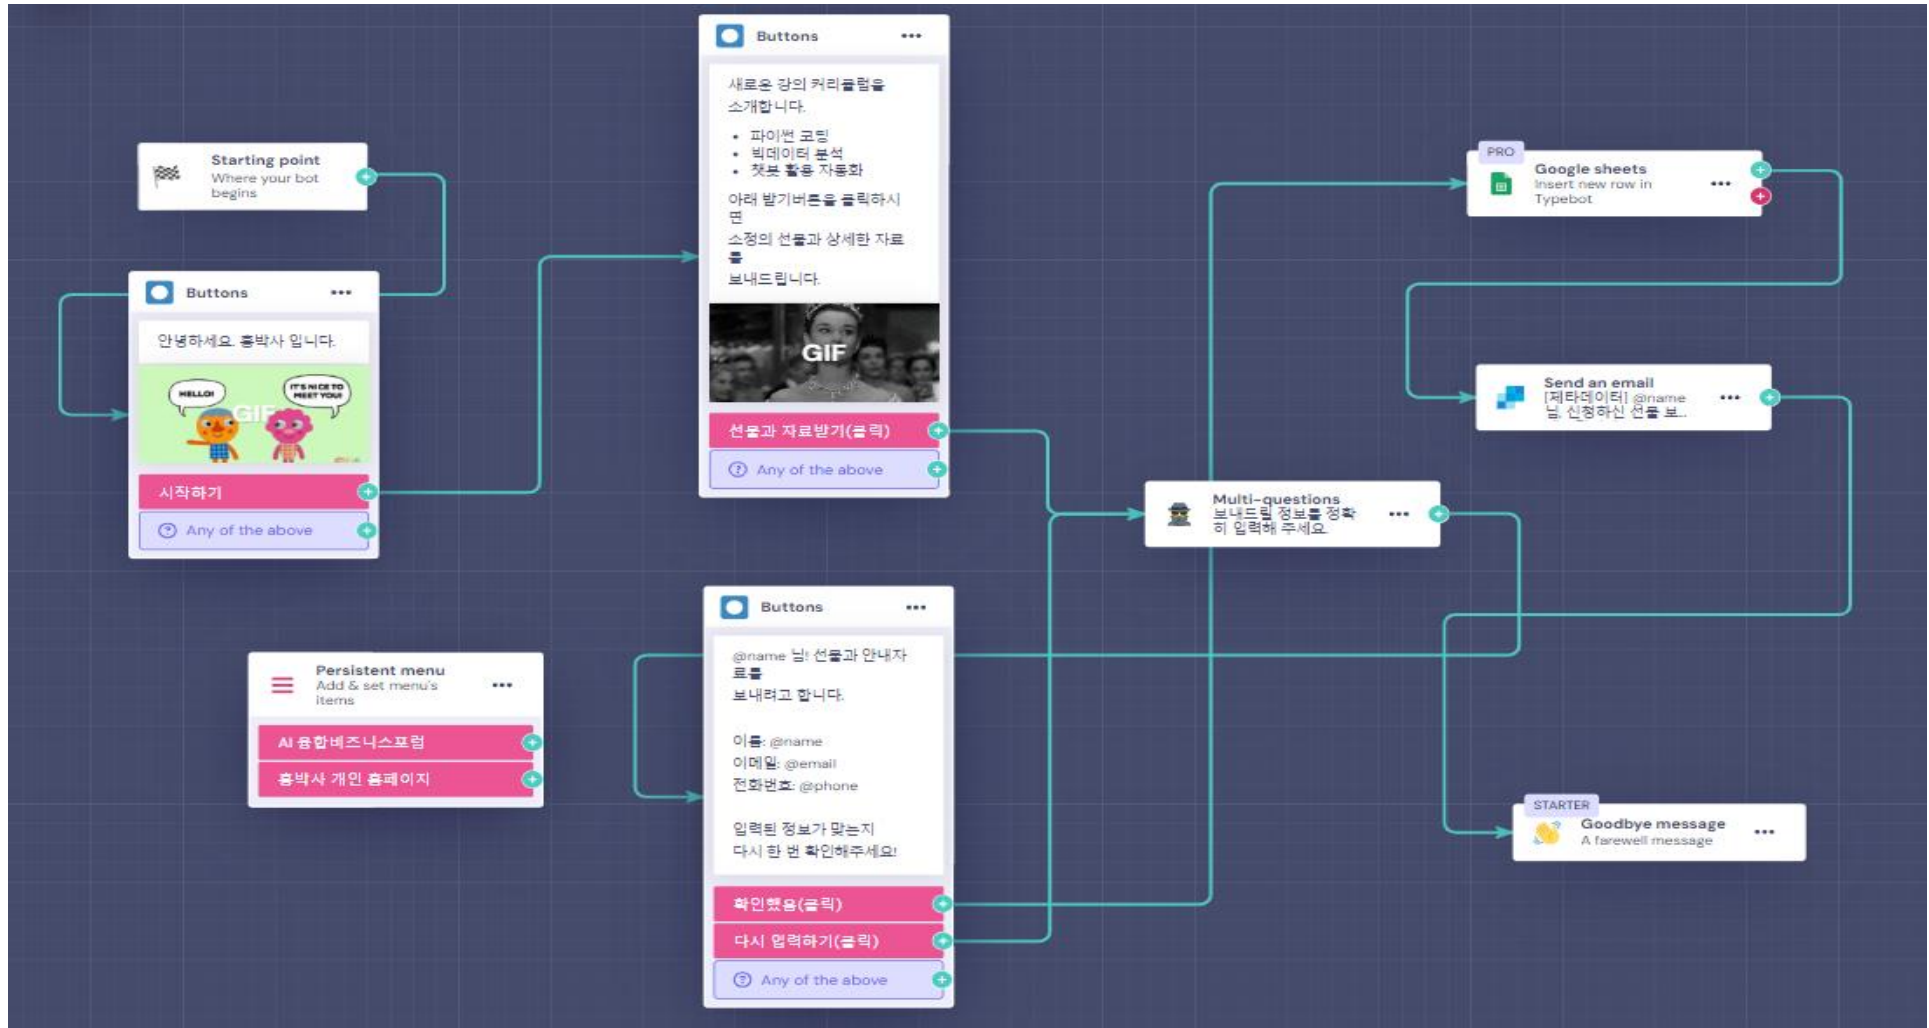 Starting point
Where your bot
begins
Buttons
안녕하세요. 홍박사 입니다.
HELLO!
IT'S NICE TO
MEET YOU!
GIF
시작하기
Any of the above
Buttons
새로운 강의 커리큘럼을
소개합니다.
• 파이썬 코딩
• 빅데이터 분석
• 챗봇 활용 자동화
아래 받기버튼을 클릭하시
면
소정의 선물과 상세한 자료
를
보내드립니다.
GIF
선물과 자료받기(클릭)
Any of the above
Persistent menu
Add & set menu's
items
AI 융합비즈니스포럼
홍박사 개인 홈페이지
Buttons
@name 님! 선물과 안내자
료를
보내려고 합니다.
이름: @name
이메일: @email
전화번호: @phone
입력된 정보가 맞는지
다시 한 번 확인해주세요!
확인했음(클릭)
다시 입력하기(클릭)
Any of the above
Multi-questions
보내드릴 정보를 정확
히 입력해 주세요.
PRO
Google sheets
Insert new row in
Typebot
Send an email
[제타데이터] @name
님. 신청하신 선물 보...
STARTER
Goodbye message
A farewell message